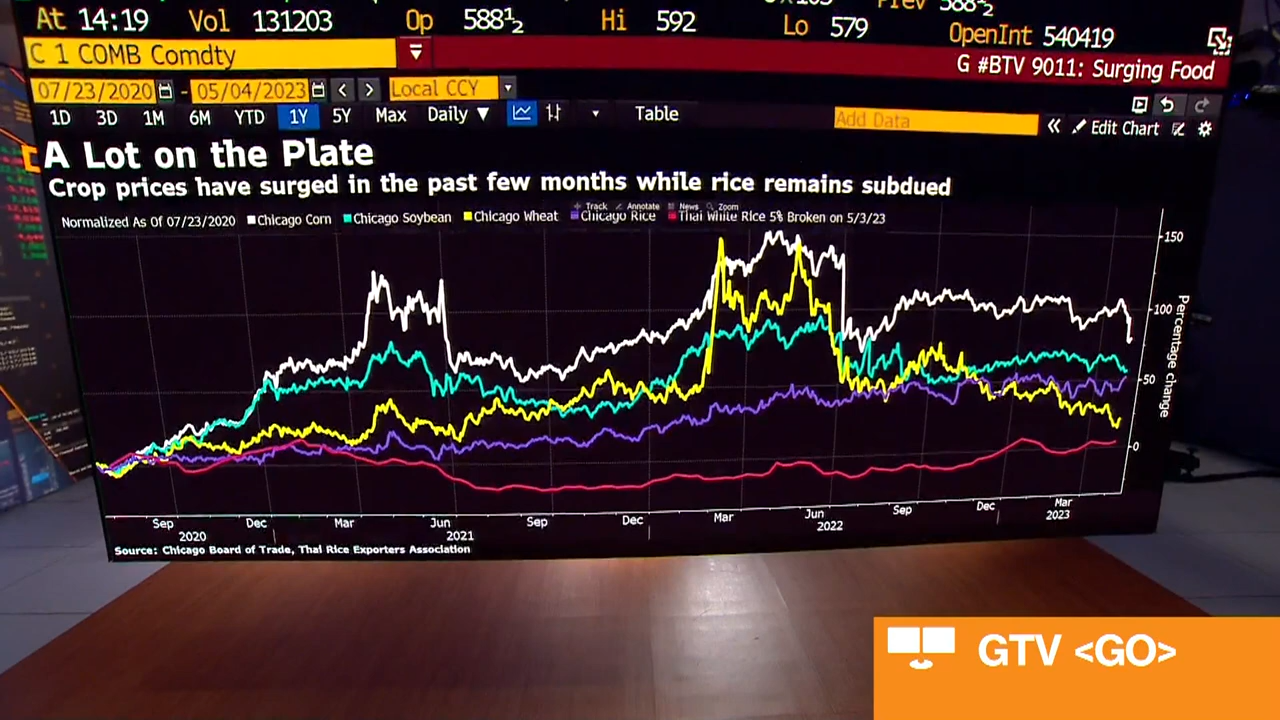 At 14:19 Vol 131203 Op 588½ Hi 592 Lo 579 OpenInt 540419
C 1 COMB Comdty
G #BTV 9011: Surging Food
07/23/2020 - 05/04/2023 Local CCY
1D 3D 1M 6M YTD 1Y 5Y Max Daily ▼ Table Add Data « Edit Chart
A Lot on the Plate
Crop prices have surged in the past few months while rice remains subdued
Track Annotate News Zoom
Normalized As Of 07/23/2020 Chicago Corn Chicago Soybean Chicago Wheat Chicago Rice Thai White Rice 5% Broken on 5/3/23
150
100
50
0
Percentage change
Sep Dec Mar Jun Sep Dec Mar Jun Sep Dec Mar
2020 2021 2022 2023
Source: Chicago Board of Trade, Thai Rice Exporters Association
GTV <GO>